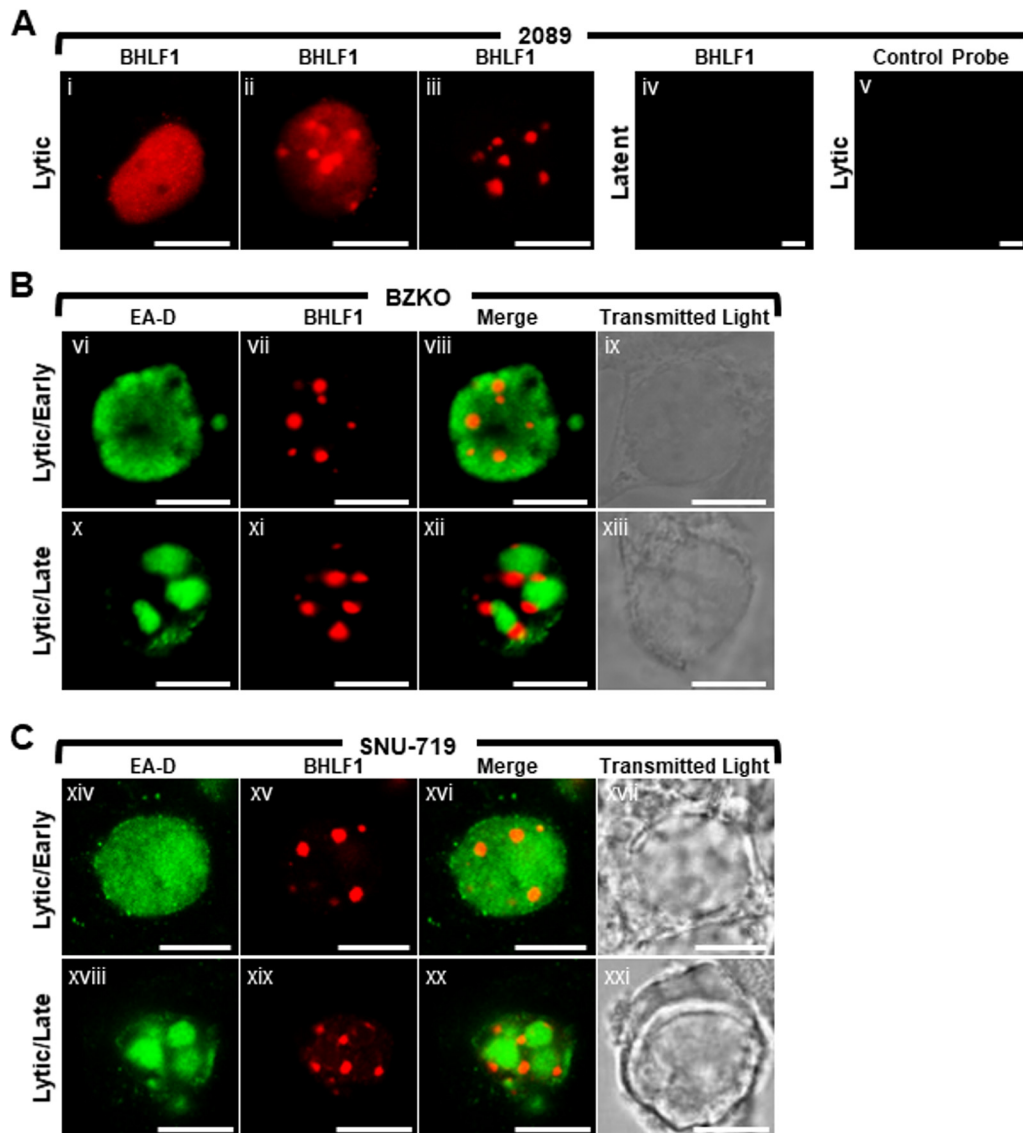 A
2089
BHLF1 BHLF1 BHLF1 BHLF1 Control Probe
i ii iii iv v
Lytic Latent Lytic
B
BZKO
EA-D BHLF1 Merge Transmitted Light
Lytic/Early
vi vii viii ix
Lytic/Late
x xi xii xiii
C
SNU-719
EA-D BHLF1 Merge Transmitted Light
Lytic/Early
xiv xv xvi xvii
Lytic/Late
xviii xix xx xxi